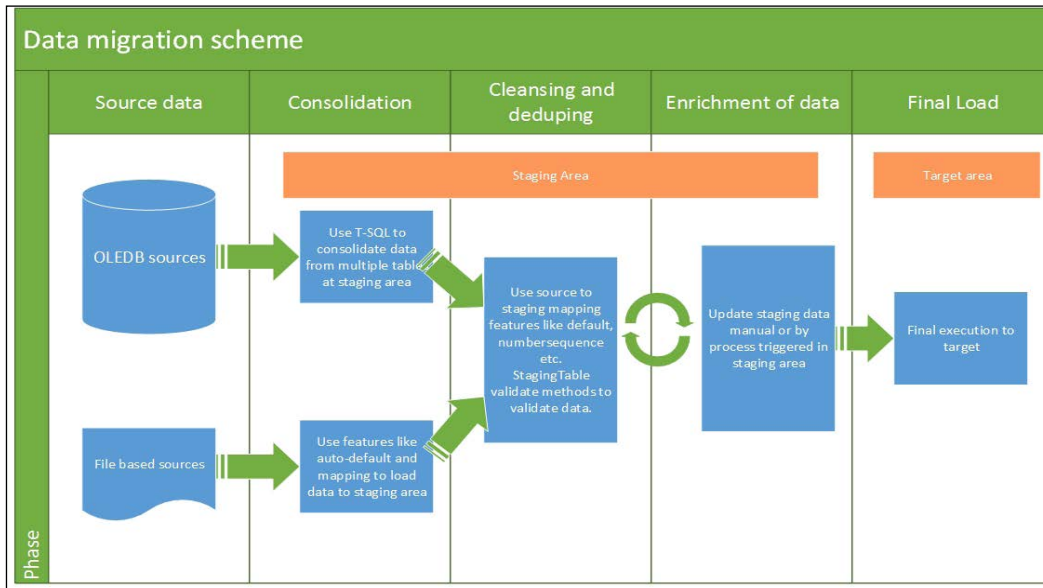 Data migration scheme
Source data
Consolidation
Cleansing and
deduping
Enrichment of data
Final Load
Staging Area
Target area
OLEDB sources
Use T-SQL to
consolidate data
from multiple table
at staging area
Use source to
staging mapping
features like default,
numbersequence
etc.
StagingTable
validate methods to
validate data.
Update staging data
manual or by
process triggered in
staging area
Final execution to
target
File based sources
Use features like
auto-default and
mapping to load
data to staging area
Phase